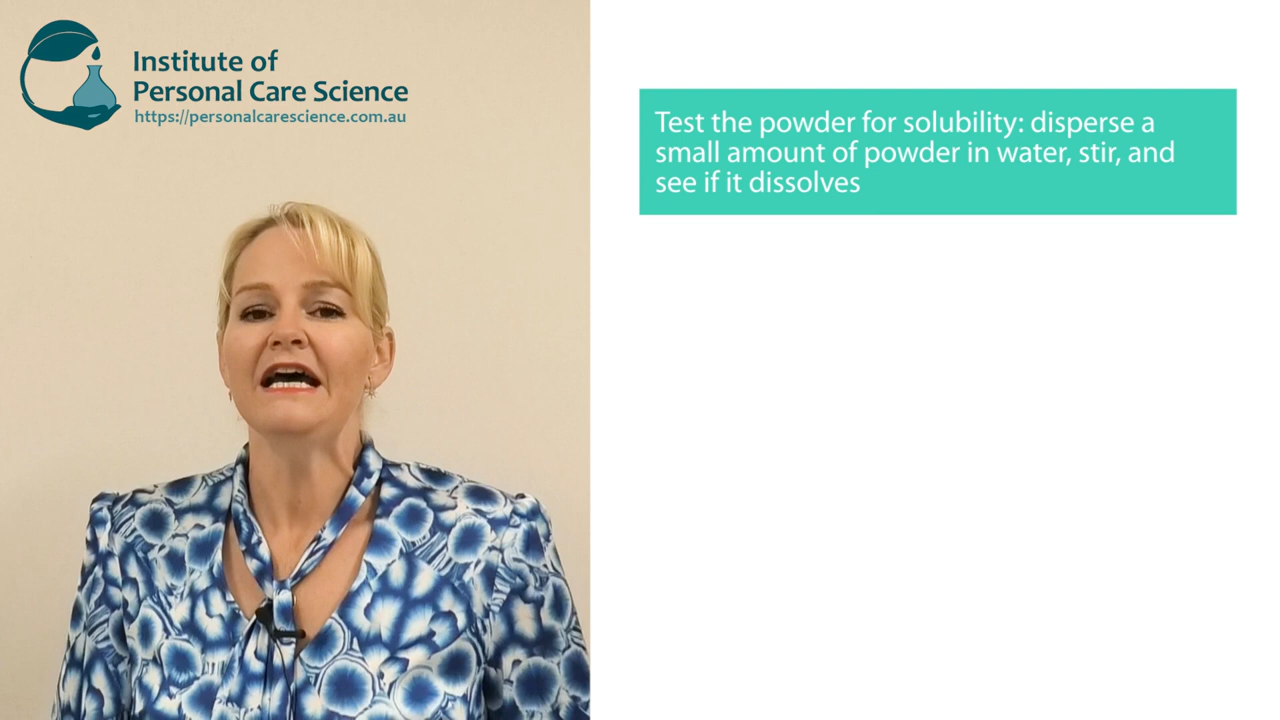 Institute of
Personal Care Science
https://personalcarescience.com.au
Test the powder for solubility: disperse a
small amount of powder in water, stir, and
see if it dissolves